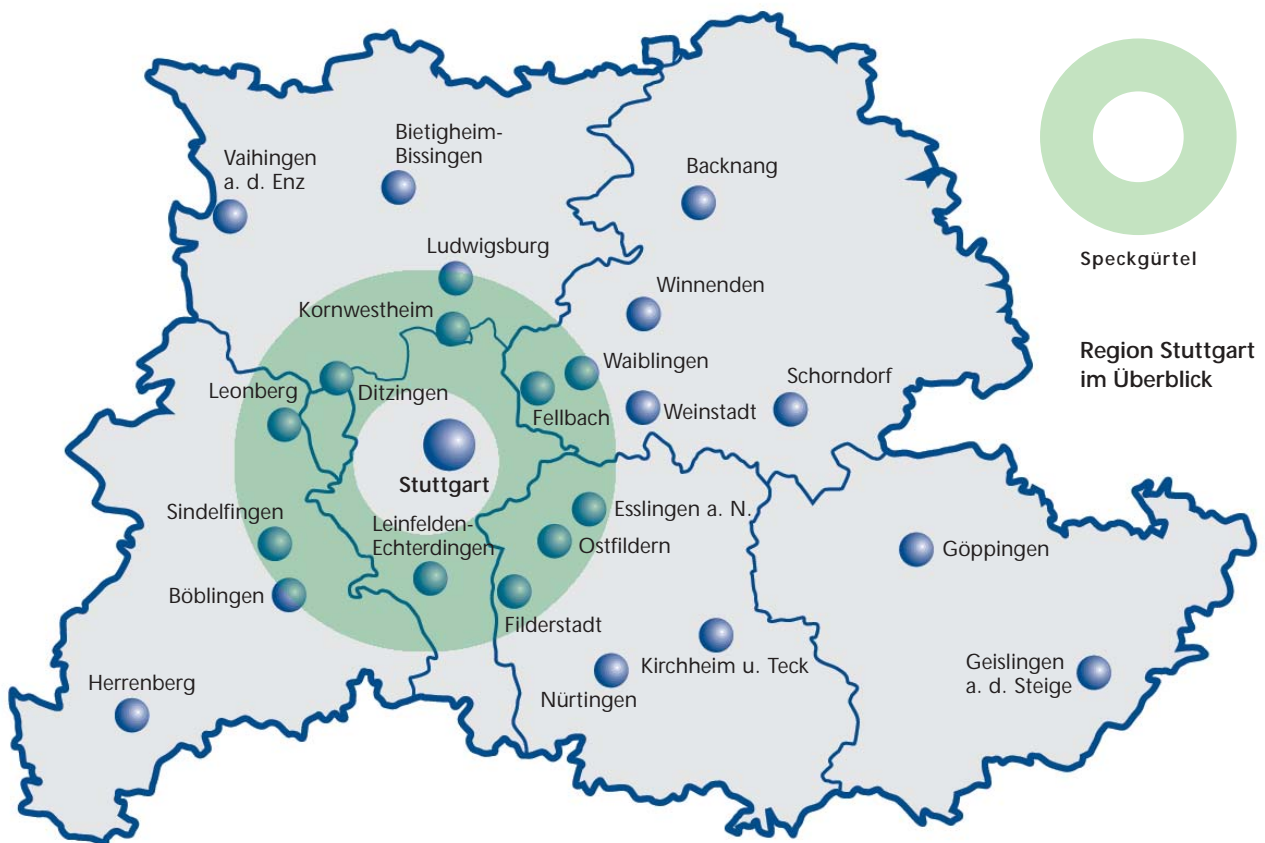 Bietigheim-
Bissingen
Vaihingen
a. d. Enz
Backnang
Ludwigsburg
Speckgürtel
Winnenden
Kornwestheim
Region Stuttgart
im Überblick
Waiblingen
Schorndorf
Leonberg
Ditzingen
Fellbach
Weinstadt
Stuttgart
Sindelfingen
Leinfelden-
Echterdingen
Esslingen a. N.
Ostfildern
Göppingen
Böblingen
Filderstadt
Kirchheim u. Teck
Geislingen
a. d. Steige
Herrenberg
Nürtingen